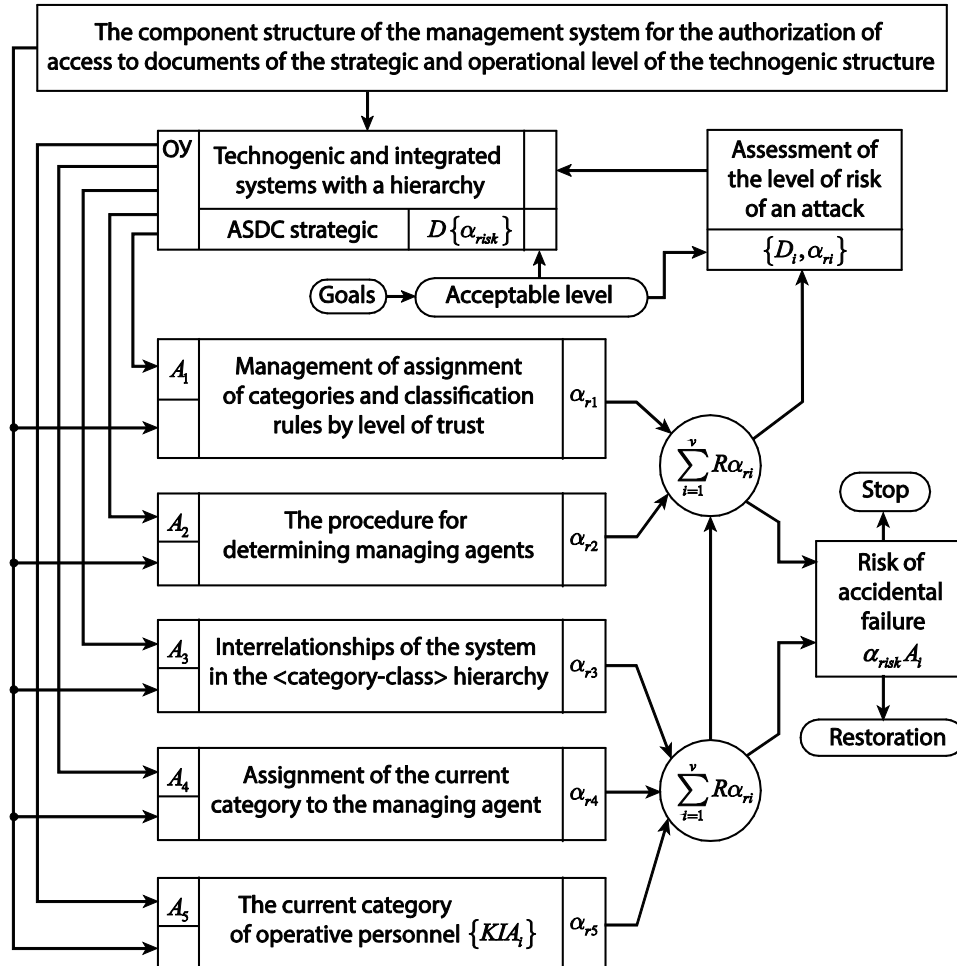 The component structure of the management system for the authorization of
access to documents of the strategic and operational level of the technogenic structure
ОУ
Technogenic and integrated
systems with a hierarchy
ASDC strategic
D{α_risk}
Assessment of
the level of risk
of an attack
{D_i, α_ri}
Goals
Acceptable level
A_1
Management of assignment
of categories and classification
rules by level of trust
α_r1
A_2
The procedure for
determining managing agents
α_r2
A_3
Interrelationships of the system
in the <category-class> hierarchy
α_r3
A_4
Assignment of the current
category to the managing agent
α_r4
A_5
The current category
of operative personnel {KIA_i}
α_r5
∑_{i=1}^{v} Rα_ri
∑_{i=1}^{v} Rα_ri
Stop
Risk of
accidental
failure
α_risk A_i
Restoration